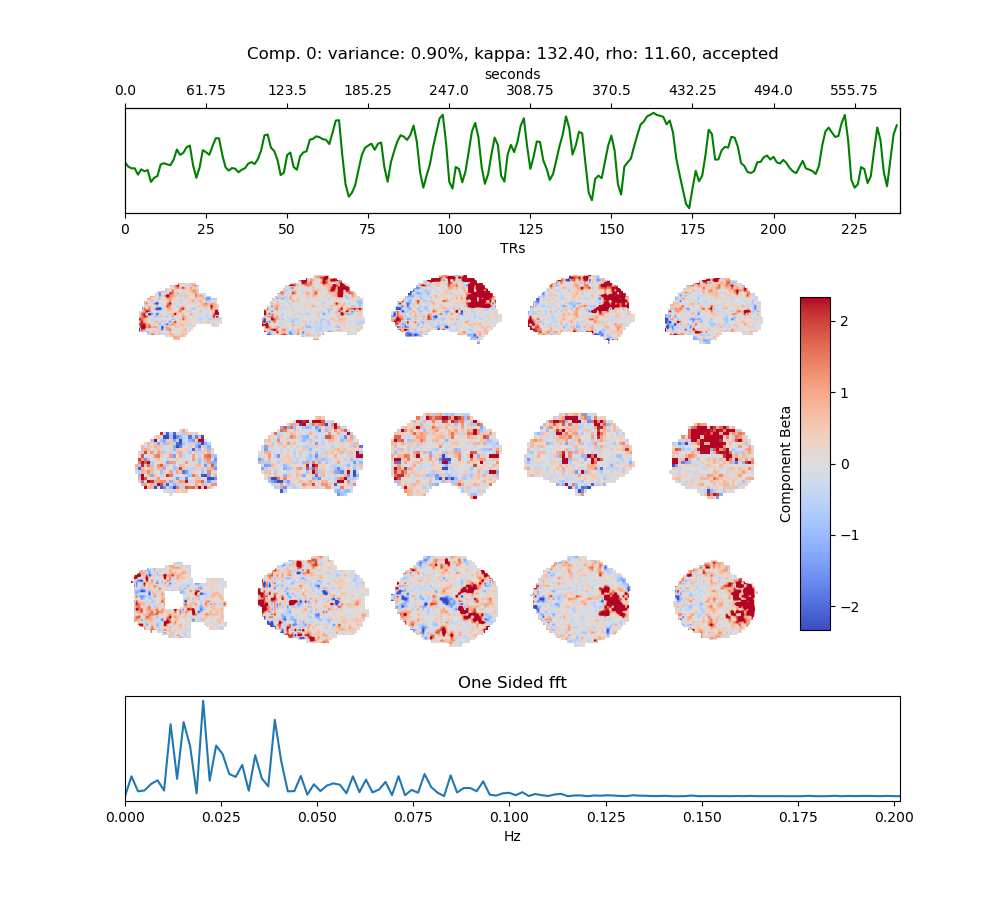 Comp. 0: variance: 0.90%, kappa: 132.40, rho: 11.60, accepted
seconds
0.0 61.75 123.5 185.25 247.0 308.75 370.5 432.25 494.0 555.75
0 25 50 75 100 125 150 175 200 225
TRs
2
1
0
−1
−2
Component Beta
One Sided fft
0.000 0.025 0.050 0.075 0.100 0.125 0.150 0.175 0.200
Hz